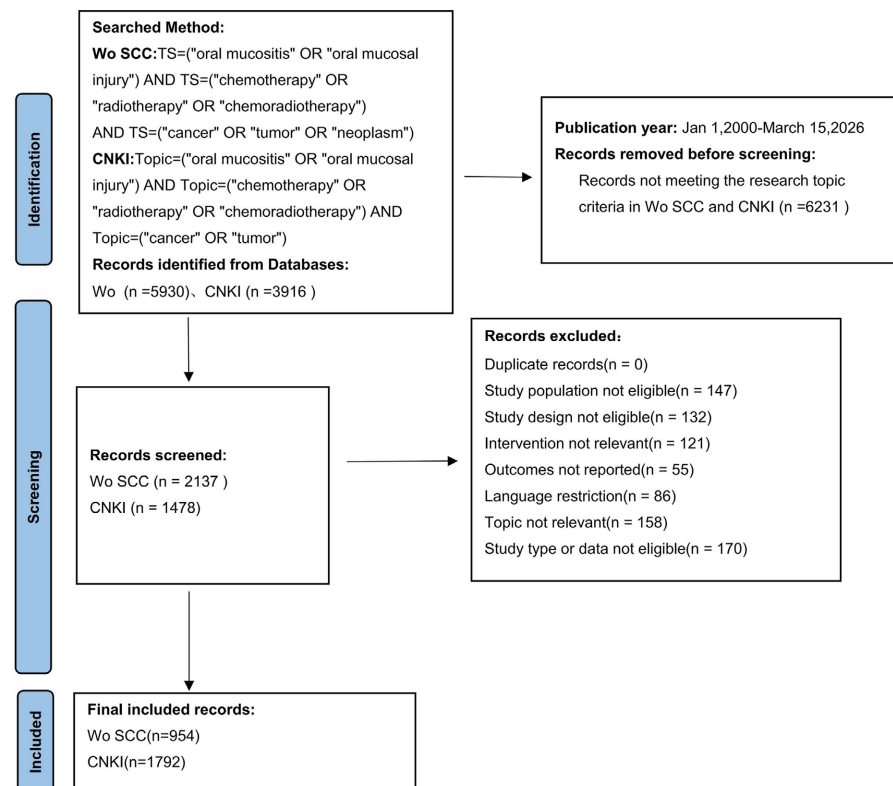 Identification
Searched Method:
Wo SCC:TS=("oral mucositis" OR "oral mucosal
injury") AND TS=("chemotherapy" OR
"radiotherapy" OR "chemoradiotherapy")
AND TS=("cancer" OR "tumor" OR "neoplasm")
CNKI:Topic=("oral mucositis" OR "oral mucosal
injury") AND Topic=("chemotherapy" OR
"radiotherapy" OR "chemoradiotherapy") AND
Topic=("cancer" OR "tumor")
Records identified from Databases:
Wo (n =5930)、CNKI (n =3916 )
Publication year: Jan 1,2000-March 15,2026
Records removed before screening:
Records not meeting the research topic
criteria in Wo SCC and CNKI (n =6231 )
Screening
Records screened:
Wo SCC (n = 2137 )
CNKI (n = 1478)
Records excluded：
Duplicate records(n = 0)
Study population not eligible(n = 147)
Study design not eligible(n = 132)
Intervention not relevant(n = 121)
Outcomes not reported(n = 55)
Language restriction(n = 86)
Topic not relevant(n = 158)
Study type or data not eligible(n = 170)
Included
Final included records:
Wo SCC(n=954)
CNKI(n=1792)